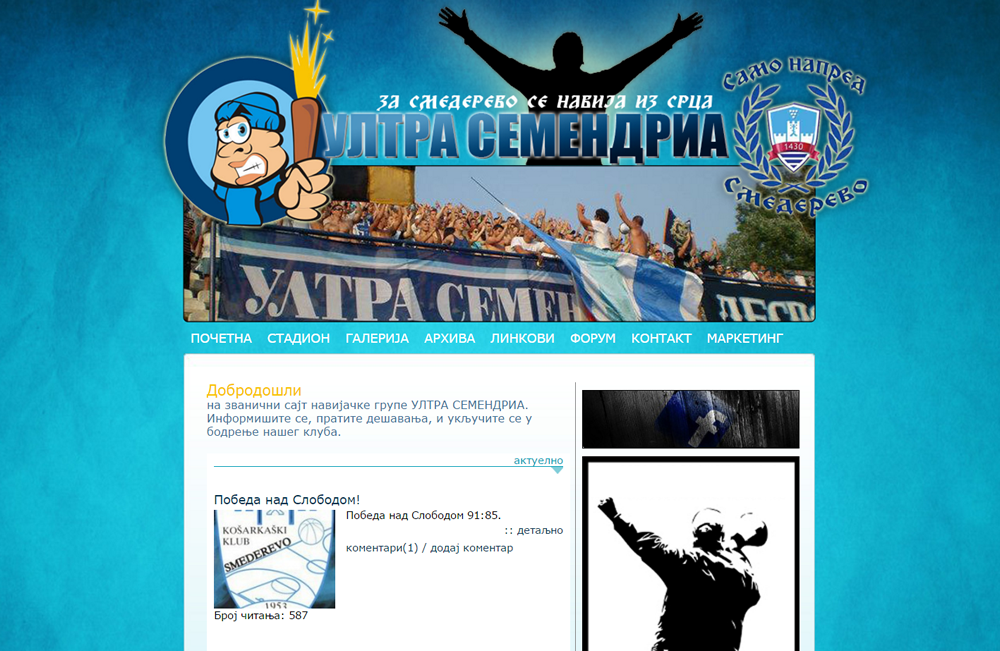 САМО НАПРЕД
ЗА СМЕДЕРЕВО СЕ НАВИЈА ИЗ СРЦА
УЛТРА СЕМЕНДРИА
1430
СМЕДЕРЕВО
УЛТРА СЕМЕН
ДЕСП
ПОЧЕТНА СТАДИОН ГАЛЕРИЈА АРХИВА ЛИНКОВИ ФОРУМ КОНТАКТ МАРКЕТИНГ
Добродошли
на званични сајт навијачке групе УЛТРА СЕМЕНДРИА.
Информишите се, пратите дешавања, и укључите се у
бодрење нашег клуба.
актуелно
Победа над Слободом!
KOŠARKAŠKI
KLUB
SMEDEREVO
1953
Победа над Слободом 91:85.
:: детаљно
коментари(1) / додај коментар
Број читања: 587
f